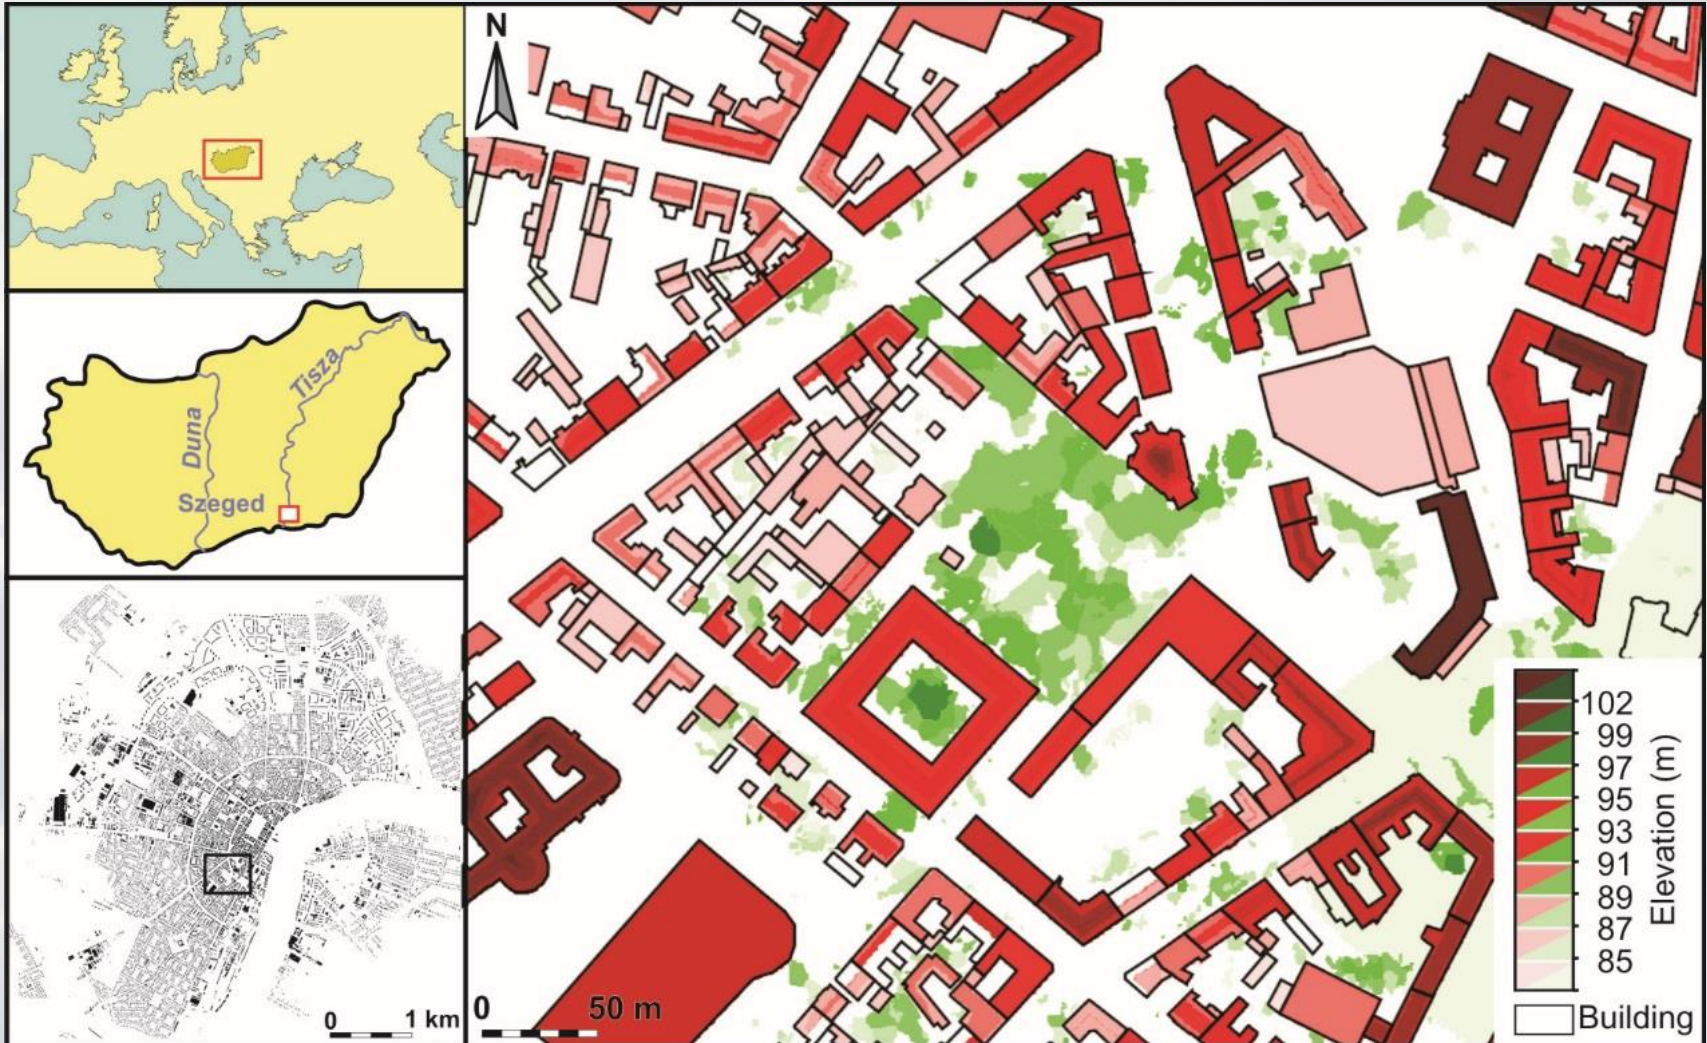 N
Duna
Tisza
Szeged
0 1 km
0 50 m
102
99
97
95
93
91
89
87
85
Elevation (m)
Building